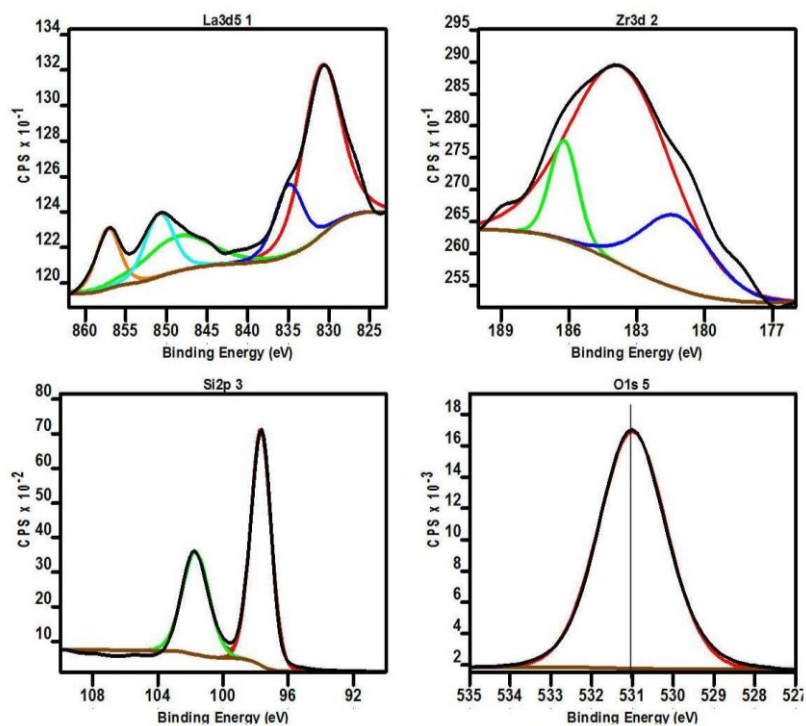 La3d5 1
CPS x 10⁻¹
134
132
130
128
126
124
122
120
860 855 850 845 840 835 830 825
Binding Energy (eV)
Zr3d 2
CPS x 10⁻¹
295
290
285
280
275
270
265
260
255
189 186 183 180 177
Binding Energy (eV)
Si2p 3
CPS x 10⁻²
80
70
60
50
40
30
20
10
108 104 100 96 92
Binding Energy (eV)
O1s 5
CPS x 10⁻³
18
16
14
12
10
8
6
4
2
535 534 533 532 531 530 529 528 527
Binding Energy (eV)